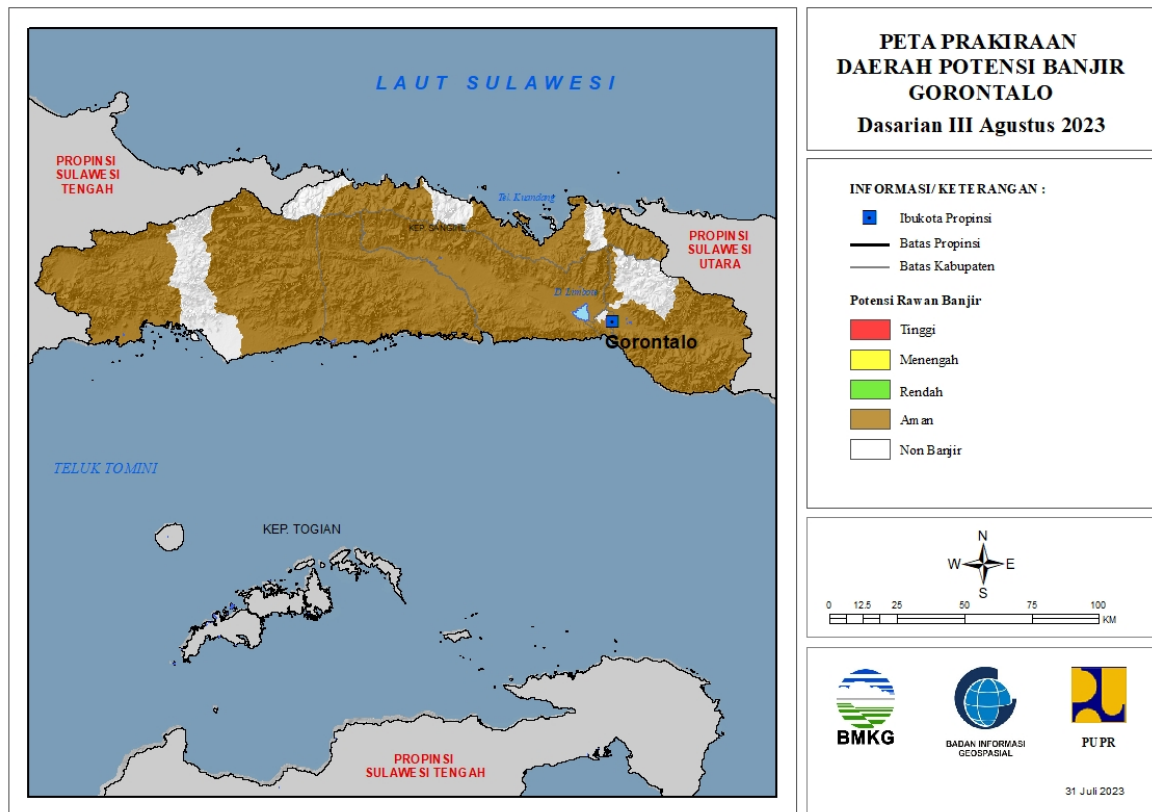 LAUT SULAWESI
PROPINSI
SULAWESI
TENGAH
Tel. Kuandang
KEP. SANGIHE
PROPINSI
SULAWESI
UTARA
Gorontalo
TELUK TOMINI
KEP. TOGIAN
PROPINSI
SULAWESI TENGAH
PETA PRAKIRAAN
DAERAH POTENSI BANJIR
GORONTALO
Dasarian III Agustus 2023
INFORMASI/ KETERANGAN :
Ibukota Propinsi
Batas Propinsi
Batas Kabupaten
Potensi Rawan Banjir
Tinggi
Menengah
Rendah
Aman
Non Banjir
N
W E
S
0 12.5 25 50 75 100
KM
BMKG
BADAN INFORMASI
GEOSPASIAL
PUPR
31 Juli 2023